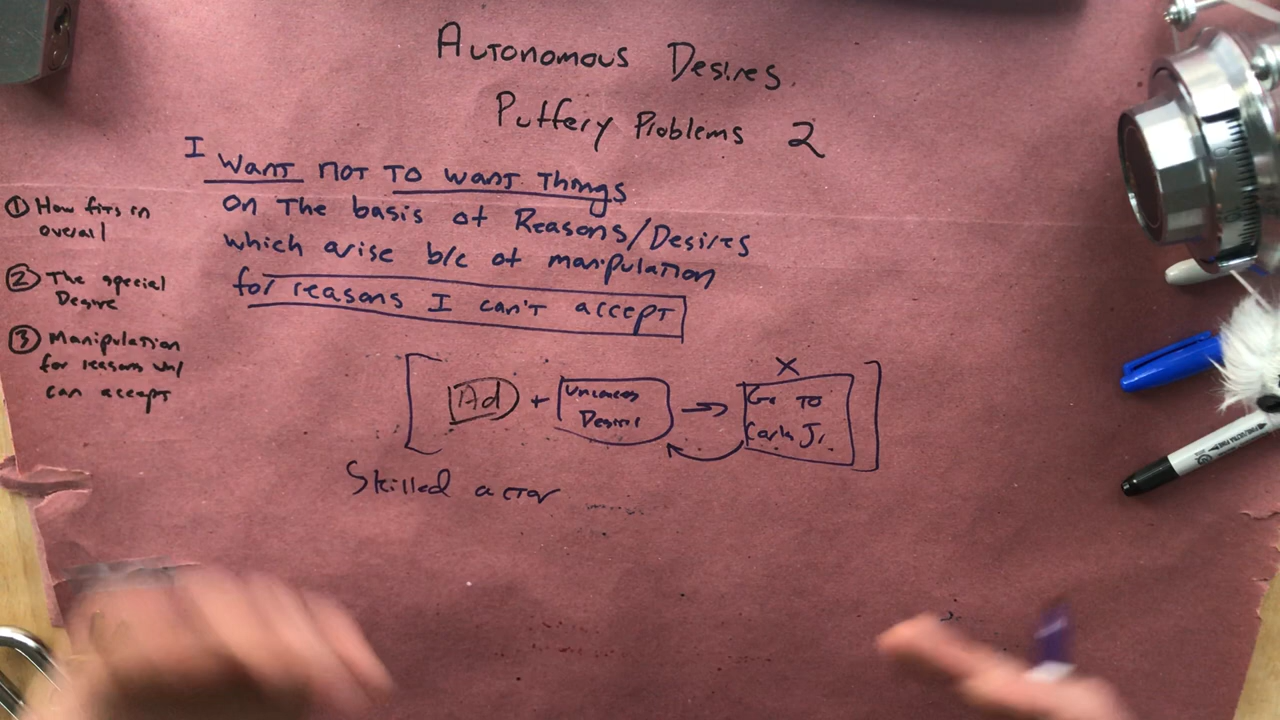 Autonomous Desires
Puffery Problems 2
I want not to want things
on the basis of Reasons/Desires
which arise b/c of manipulation
for reasons I can't accept
① How fits in
overall
② The special
Desire
③ Manipulation
for reasons w/
can accept
Ad + Desires → Go to
Carls Jr.
X
Skilled actor